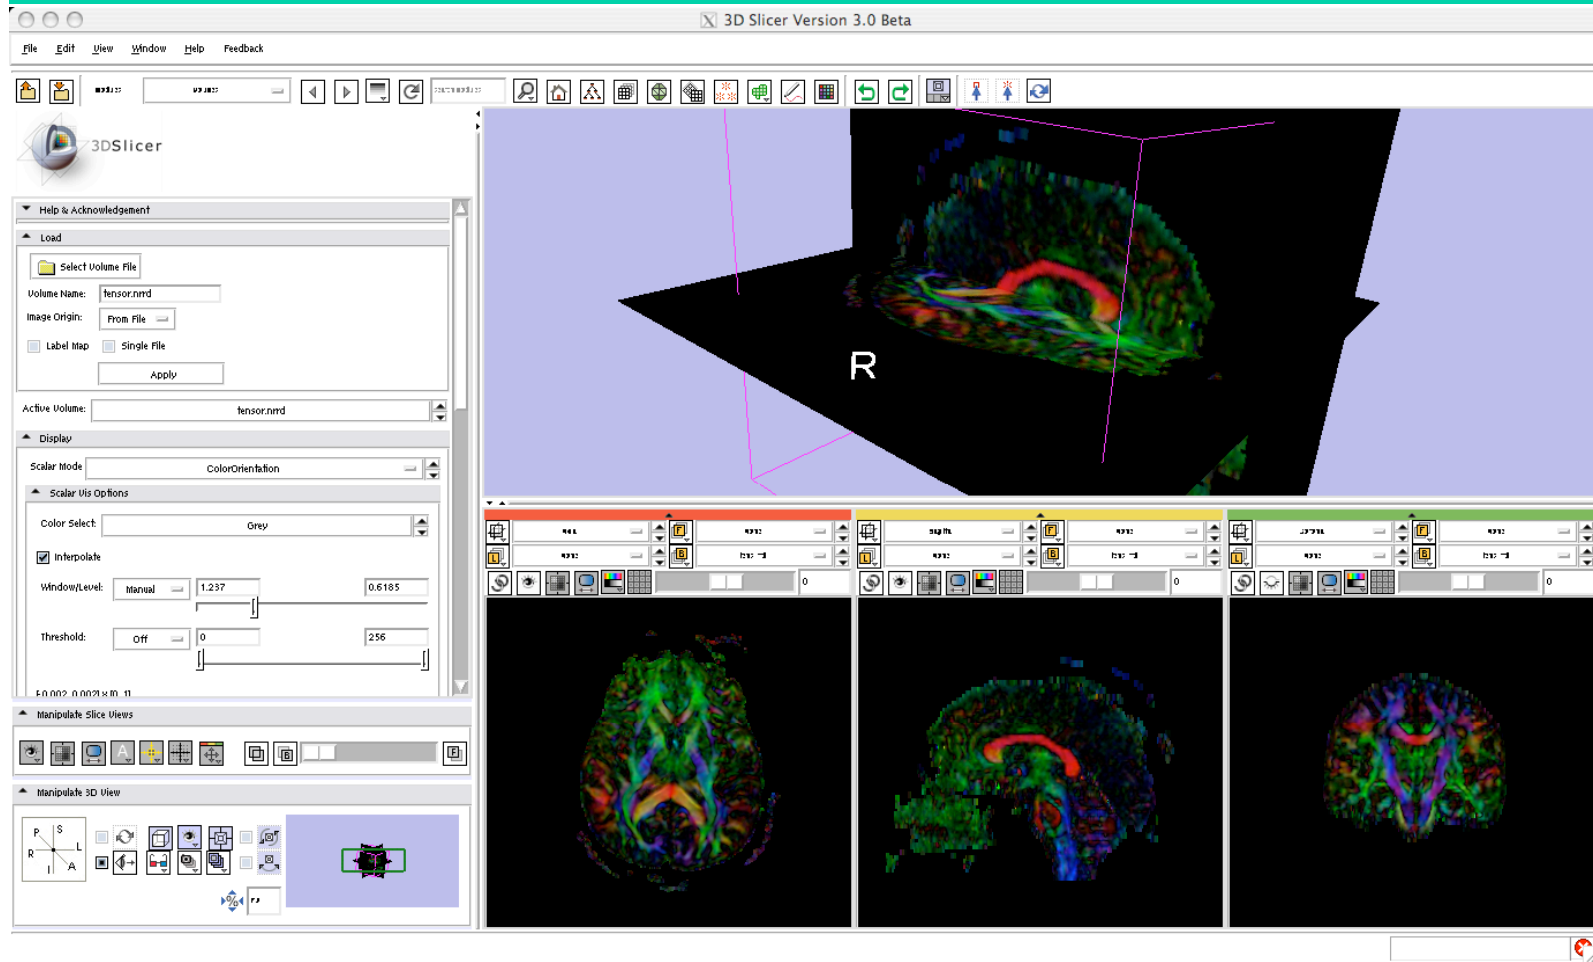 3D Slicer Version 3.0 Beta
File Edit View Window Help Feedback
3DSlicer
Help & Acknowledgement
Load
Select Volume File
Volume Name: tensor.nrrd
Image Origin: From File
Label Map Single File
Apply
Active Volume: tensor.nrrd
Display
Scalar Mode ColorOrientation
Scalar Vis Options
Color Select: Grey
Interpolate
Window/Level: Manual 1.237 0.6185
Threshold: Off 0 256
Manipulate Slice Views
A B F
Manipulate 3D View
P S
R L
I A
%
R
F F F
L B L B L B
0 0 0